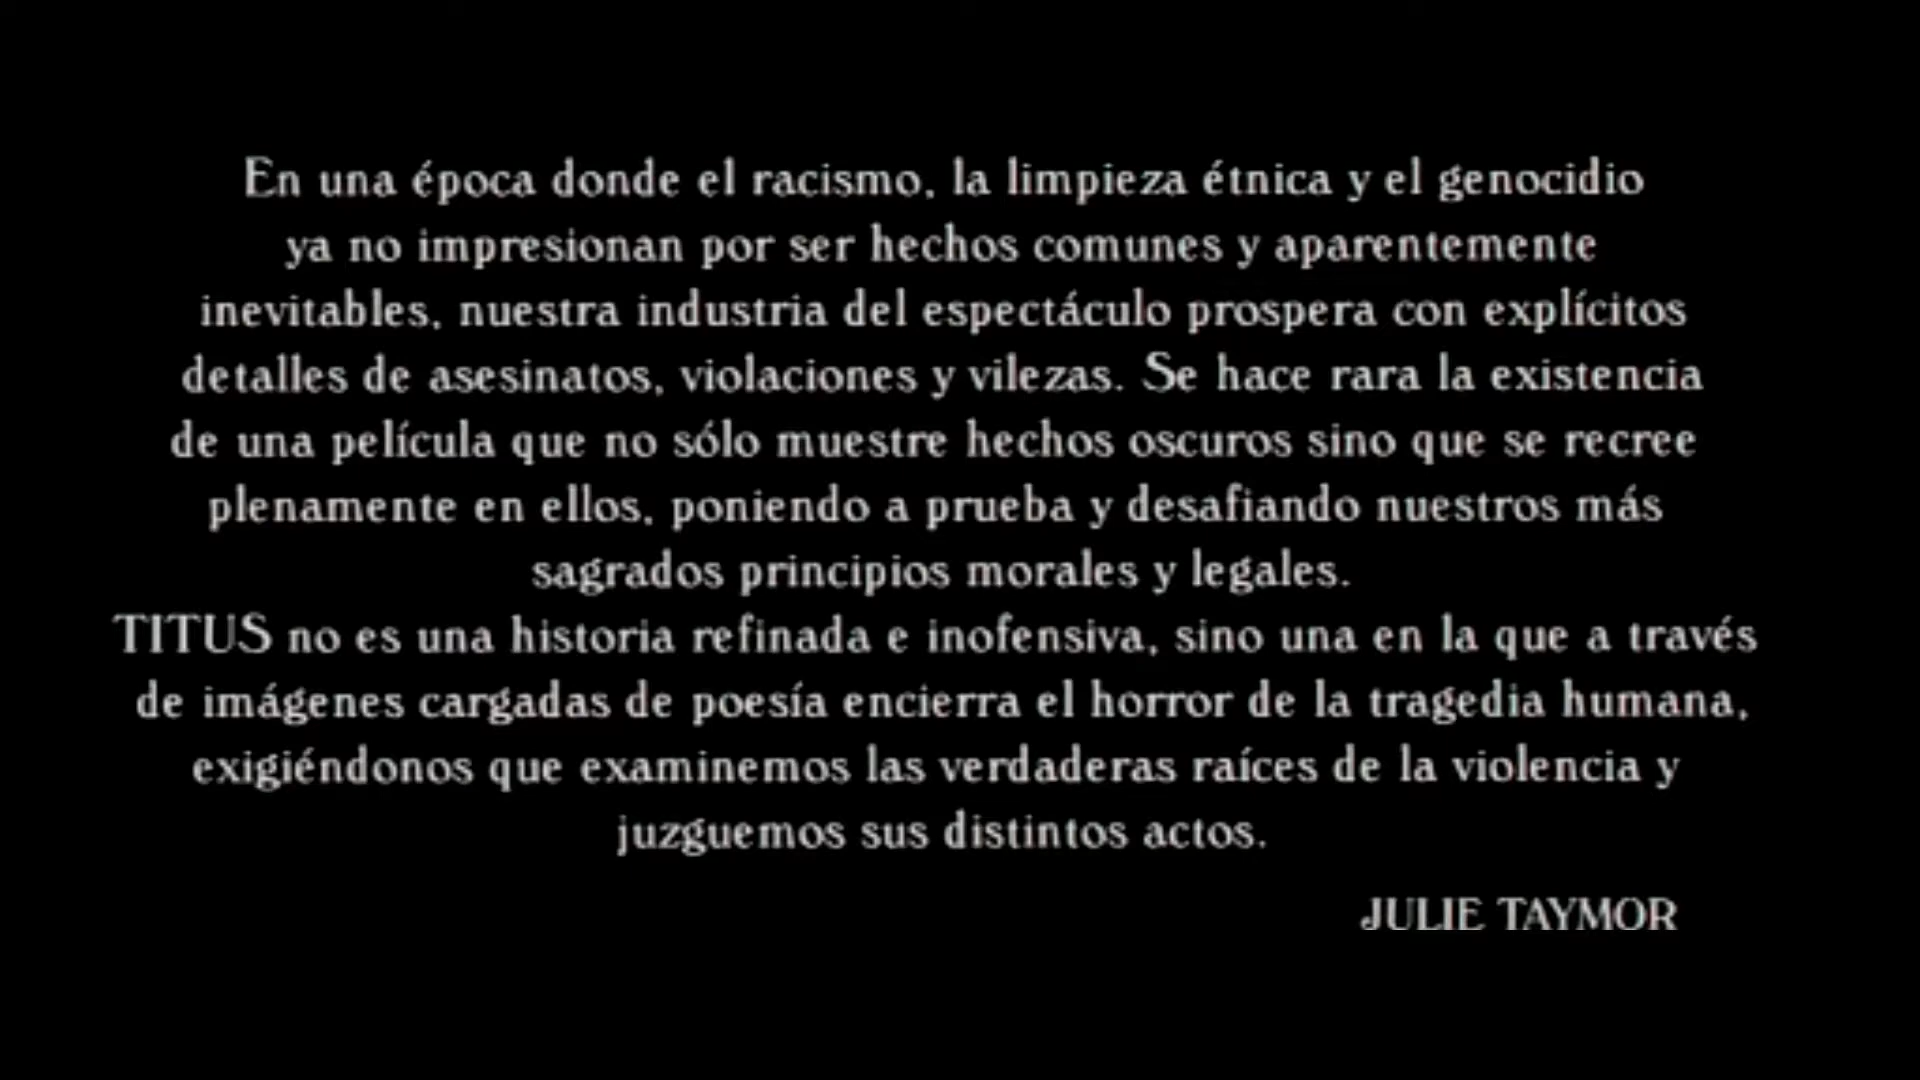 En una época donde el racismo, la limpieza étnica y el genocidio
ya no impresionan por ser hechos comunes y aparentemente
inevitables, nuestra industria del espectáculo prospera con explícitos
detalles de asesinatos, violaciones y vilezas. Se hace rara la existencia
de una película que no sólo muestre hechos oscuros sino que se recree
plenamente en ellos, poniendo a prueba y desafiando nuestros más
sagrados principios morales y legales.
TITUS no es una historia refinada e inofensiva, sino una en la que a través
de imágenes cargadas de poesía encierra el horror de la tragedia humana,
exigiéndonos que examinemos las verdaderas raíces de la violencia y
juzguemos sus distintos actos.
JULIE TAYMOR